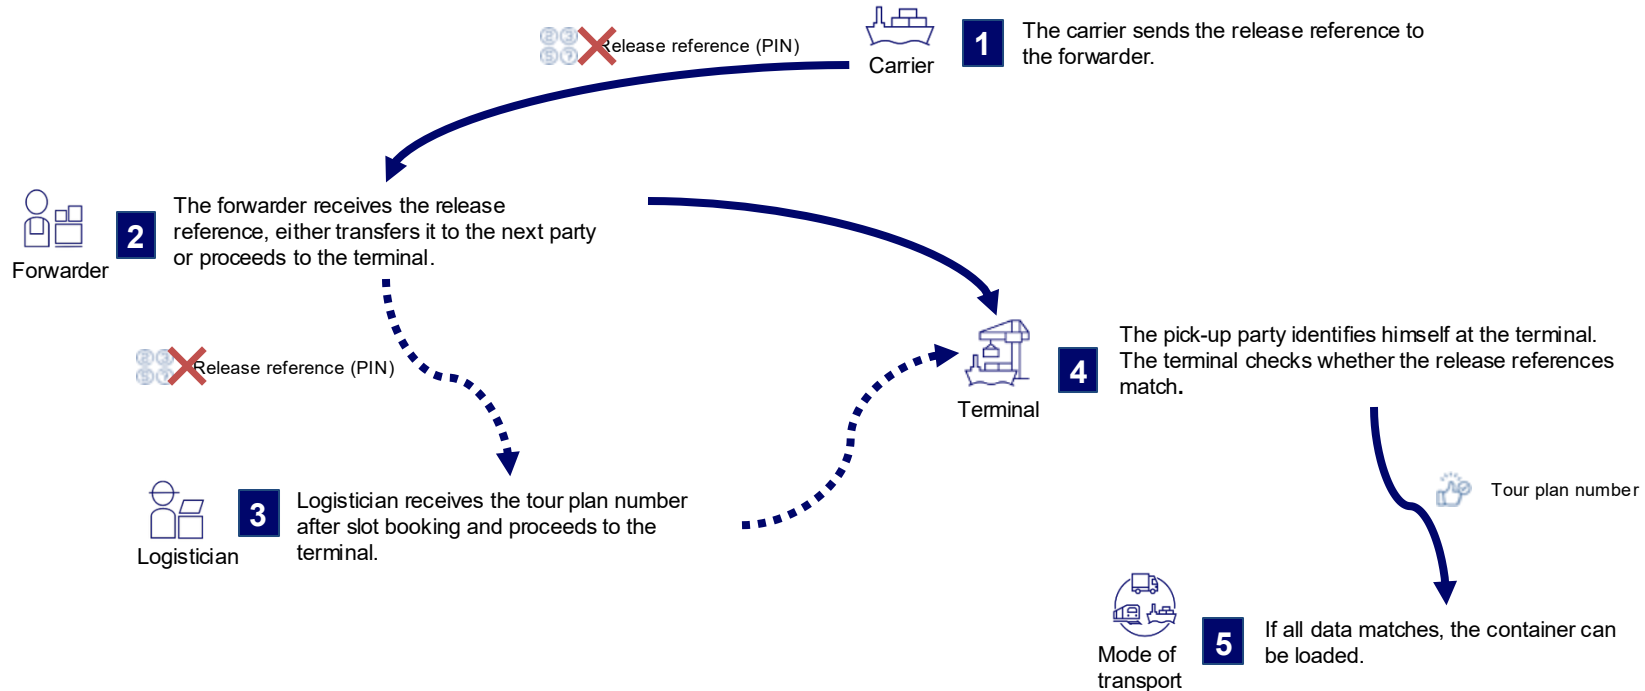 Release reference (PIN)
Carrier
1
The carrier sends the release reference to
the forwarder.
Forwarder
2
The forwarder receives the release
reference, either transfers it to the next party
or proceeds to the terminal.
Release reference (PIN)
Terminal
4
The pick-up party identifies himself at the terminal.
The terminal checks whether the release references
match.
Tour plan number
Logistician
3
Logistician receives the tour plan number
after slot booking and proceeds to the
terminal.
Mode of
transport
5
If all data matches, the container can
be loaded.